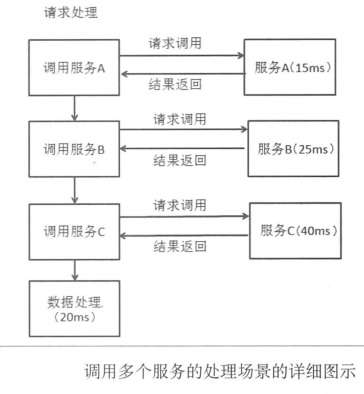 请求处理
请求调用
调用服务A
服务A(15ms)
结果返回
请求调用
调用服务B
服务B(25ms)
结果返回
请求调用
调用服务C
服务C(40ms)
结果返回
数据处理
(20ms)
调用多个服务的处理场景的详细图示